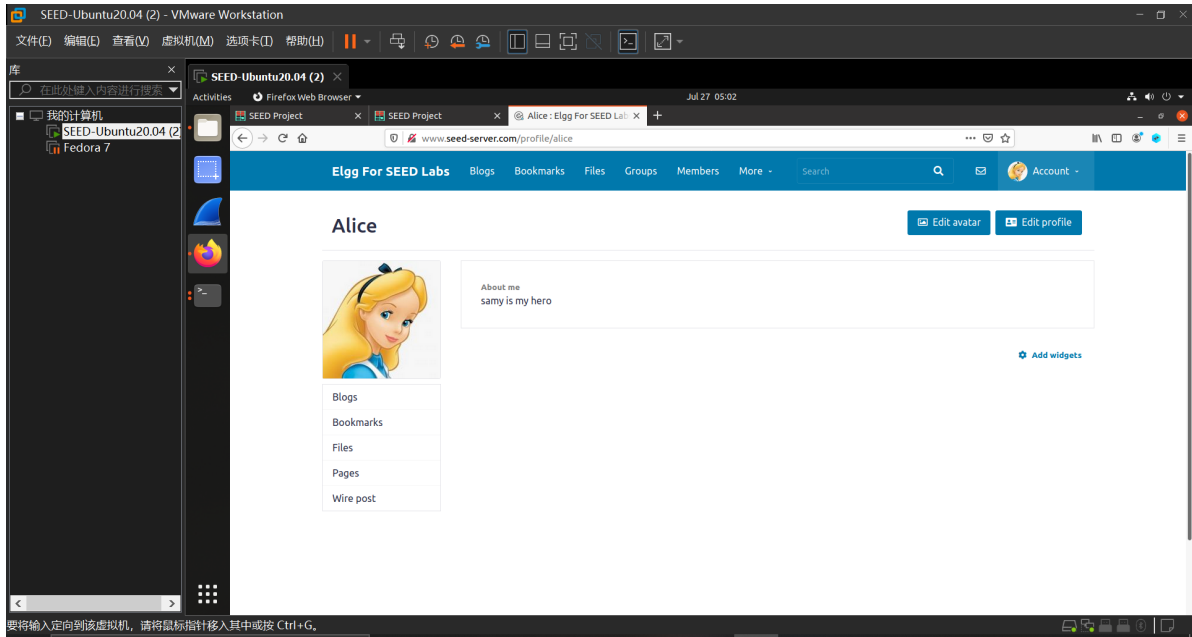 SEED-Ubuntu20.04 (2) - VMware Workstation
文件(F) 编辑(E) 查看(V) 虚拟机(M) 选项卡(T) 帮助(H)
库
在此处键入内容进行搜索
我的计算机
SEED-Ubuntu20.04 (2)
Fedora 7
SEED-Ubuntu20.04 (2)
Activities Firefox Web Browser Jul 27 05:02
SEED Project SEED Project Alice : Elgg For SEED Lab
www.seed-server.com/profile/alice
Elgg For SEED Labs Blogs Bookmarks Files Groups Members More Search Account
Alice
Edit avatar Edit profile
About me
samy is my hero
Add widgets
Blogs
Bookmarks
Files
Pages
Wire post
要将输入定向到该虚拟机，请将鼠标指针移入其中或按 Ctrl+G。